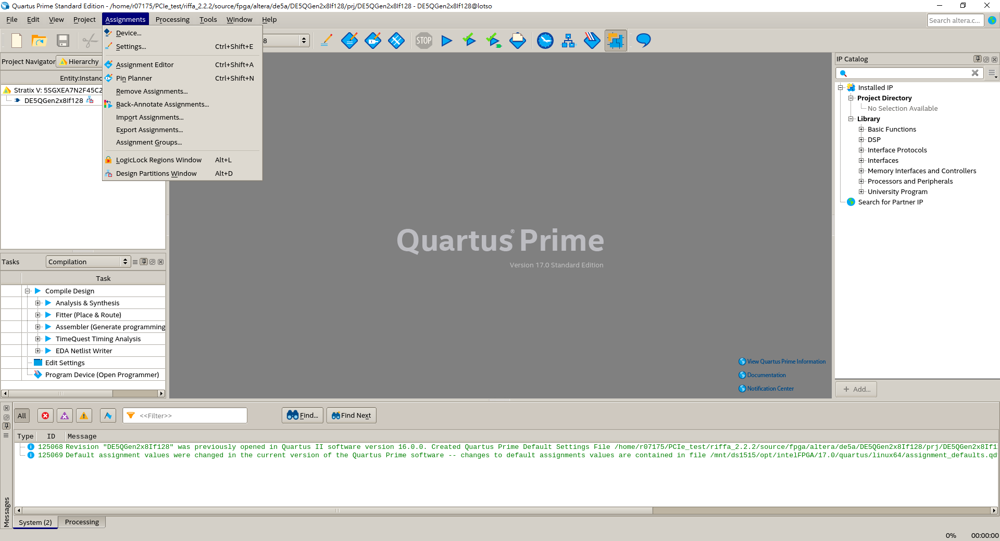 Quartus Prime Standard Edition - /home/r07175/PCIe_test/riffa_2.2.2/source/fpga/altera/de5a/DE5QGen2x8If128/prj/DE5QGen2x8If128 - DE5QGen2x8If128@lotso
File Edit View Project Assignments Processing Tools Window Help
Search altera.c...
Device...
Settings... Ctrl+Shift+E
Assignment Editor Ctrl+Shift+A
Pin Planner Ctrl+Shift+N
Remove Assignments...
Back-Annotate Assignments...
Import Assignments...
Export Assignments...
Assignment Groups...
LogicLock Regions Window Alt+L
Design Partitions Window Alt+D
8
STOP
Project Navigator Hierarchy
Entity:Instanc
Stratix V: 5SGXEA7N2F45C2
DE5QGen2x8If128
Tasks Compilation
Task
Compile Design
Analysis & Synthesis
Fitter (Place & Route)
Assembler (Generate programming
TimeQuest Timing Analysis
EDA Netlist Writer
Edit Settings
Program Device (Open Programmer)
Quartus® Prime
Version 17.0 Standard Edition
View Quartus Prime Information
Documentation
Notification Center
IP Catalog
Installed IP
Project Directory
No Selection Available
Library
Basic Functions
DSP
Interface Protocols
Interfaces
Memory Interfaces and Controllers
Processors and Peripherals
University Program
Search for Partner IP
+ Add...
All <<Filter>> Find... Find Next
Type ID Message
125068 Revision "DE5QGen2x8If128" was previously opened in Quartus II software version 16.0.0. Created Quartus Prime Default Settings File /home/r07175/PCIe_test/riffa_2.2.2/source/fpga/altera/de5a/DE5QGen2x8If128/prj/DE5QGen2x8If1
125069 Default assignment values were changed in the current version of the Quartus Prime software -- changes to default assignments values are contained in file /mnt/ds1515/opt/intelFPGA/17.0/quartus/linux64/assignment_defaults.qd
Messages
System (2) Processing
0% 00:00:00